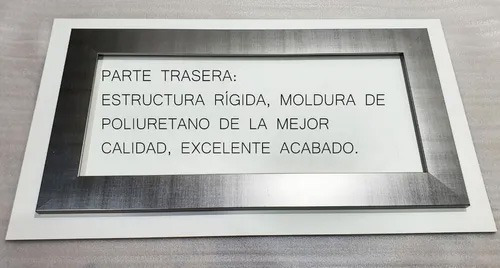 PARTE TRASERA:
ESTRUCTURA RÍGIDA, MOLDURA DE
POLIURETANO DE LA MEJOR
CALIDAD, EXCELENTE ACABADO.